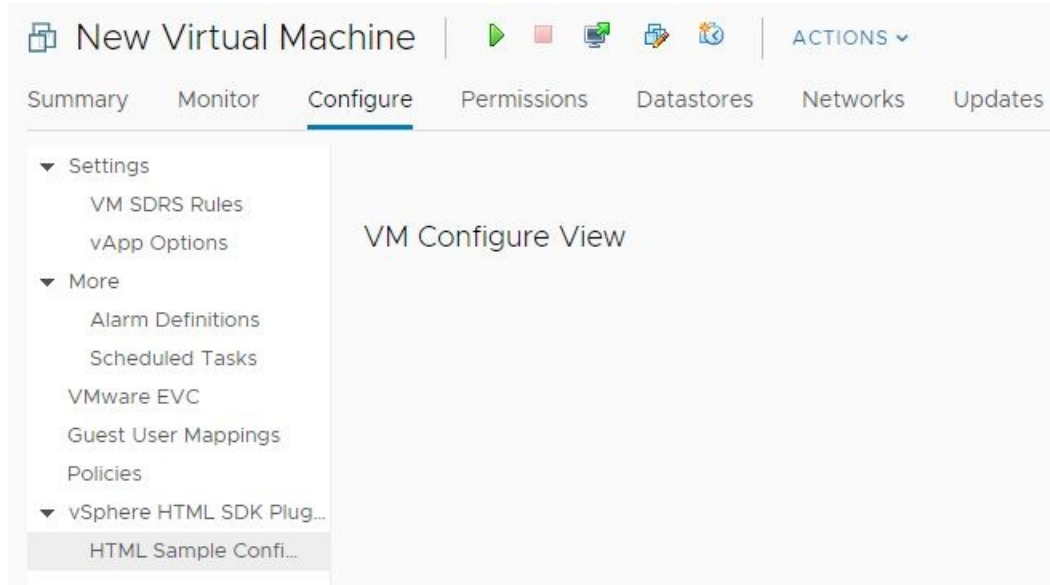 New Virtual Machine ACTIONS
Summary Monitor Configure Permissions Datastores Networks Updates
Settings
VM SDRS Rules
vApp Options
More
Alarm Definitions
Scheduled Tasks
VMware EVC
Guest User Mappings
Policies
vSphere HTML SDK Plug...
HTML Sample Confi...
VM Configure View